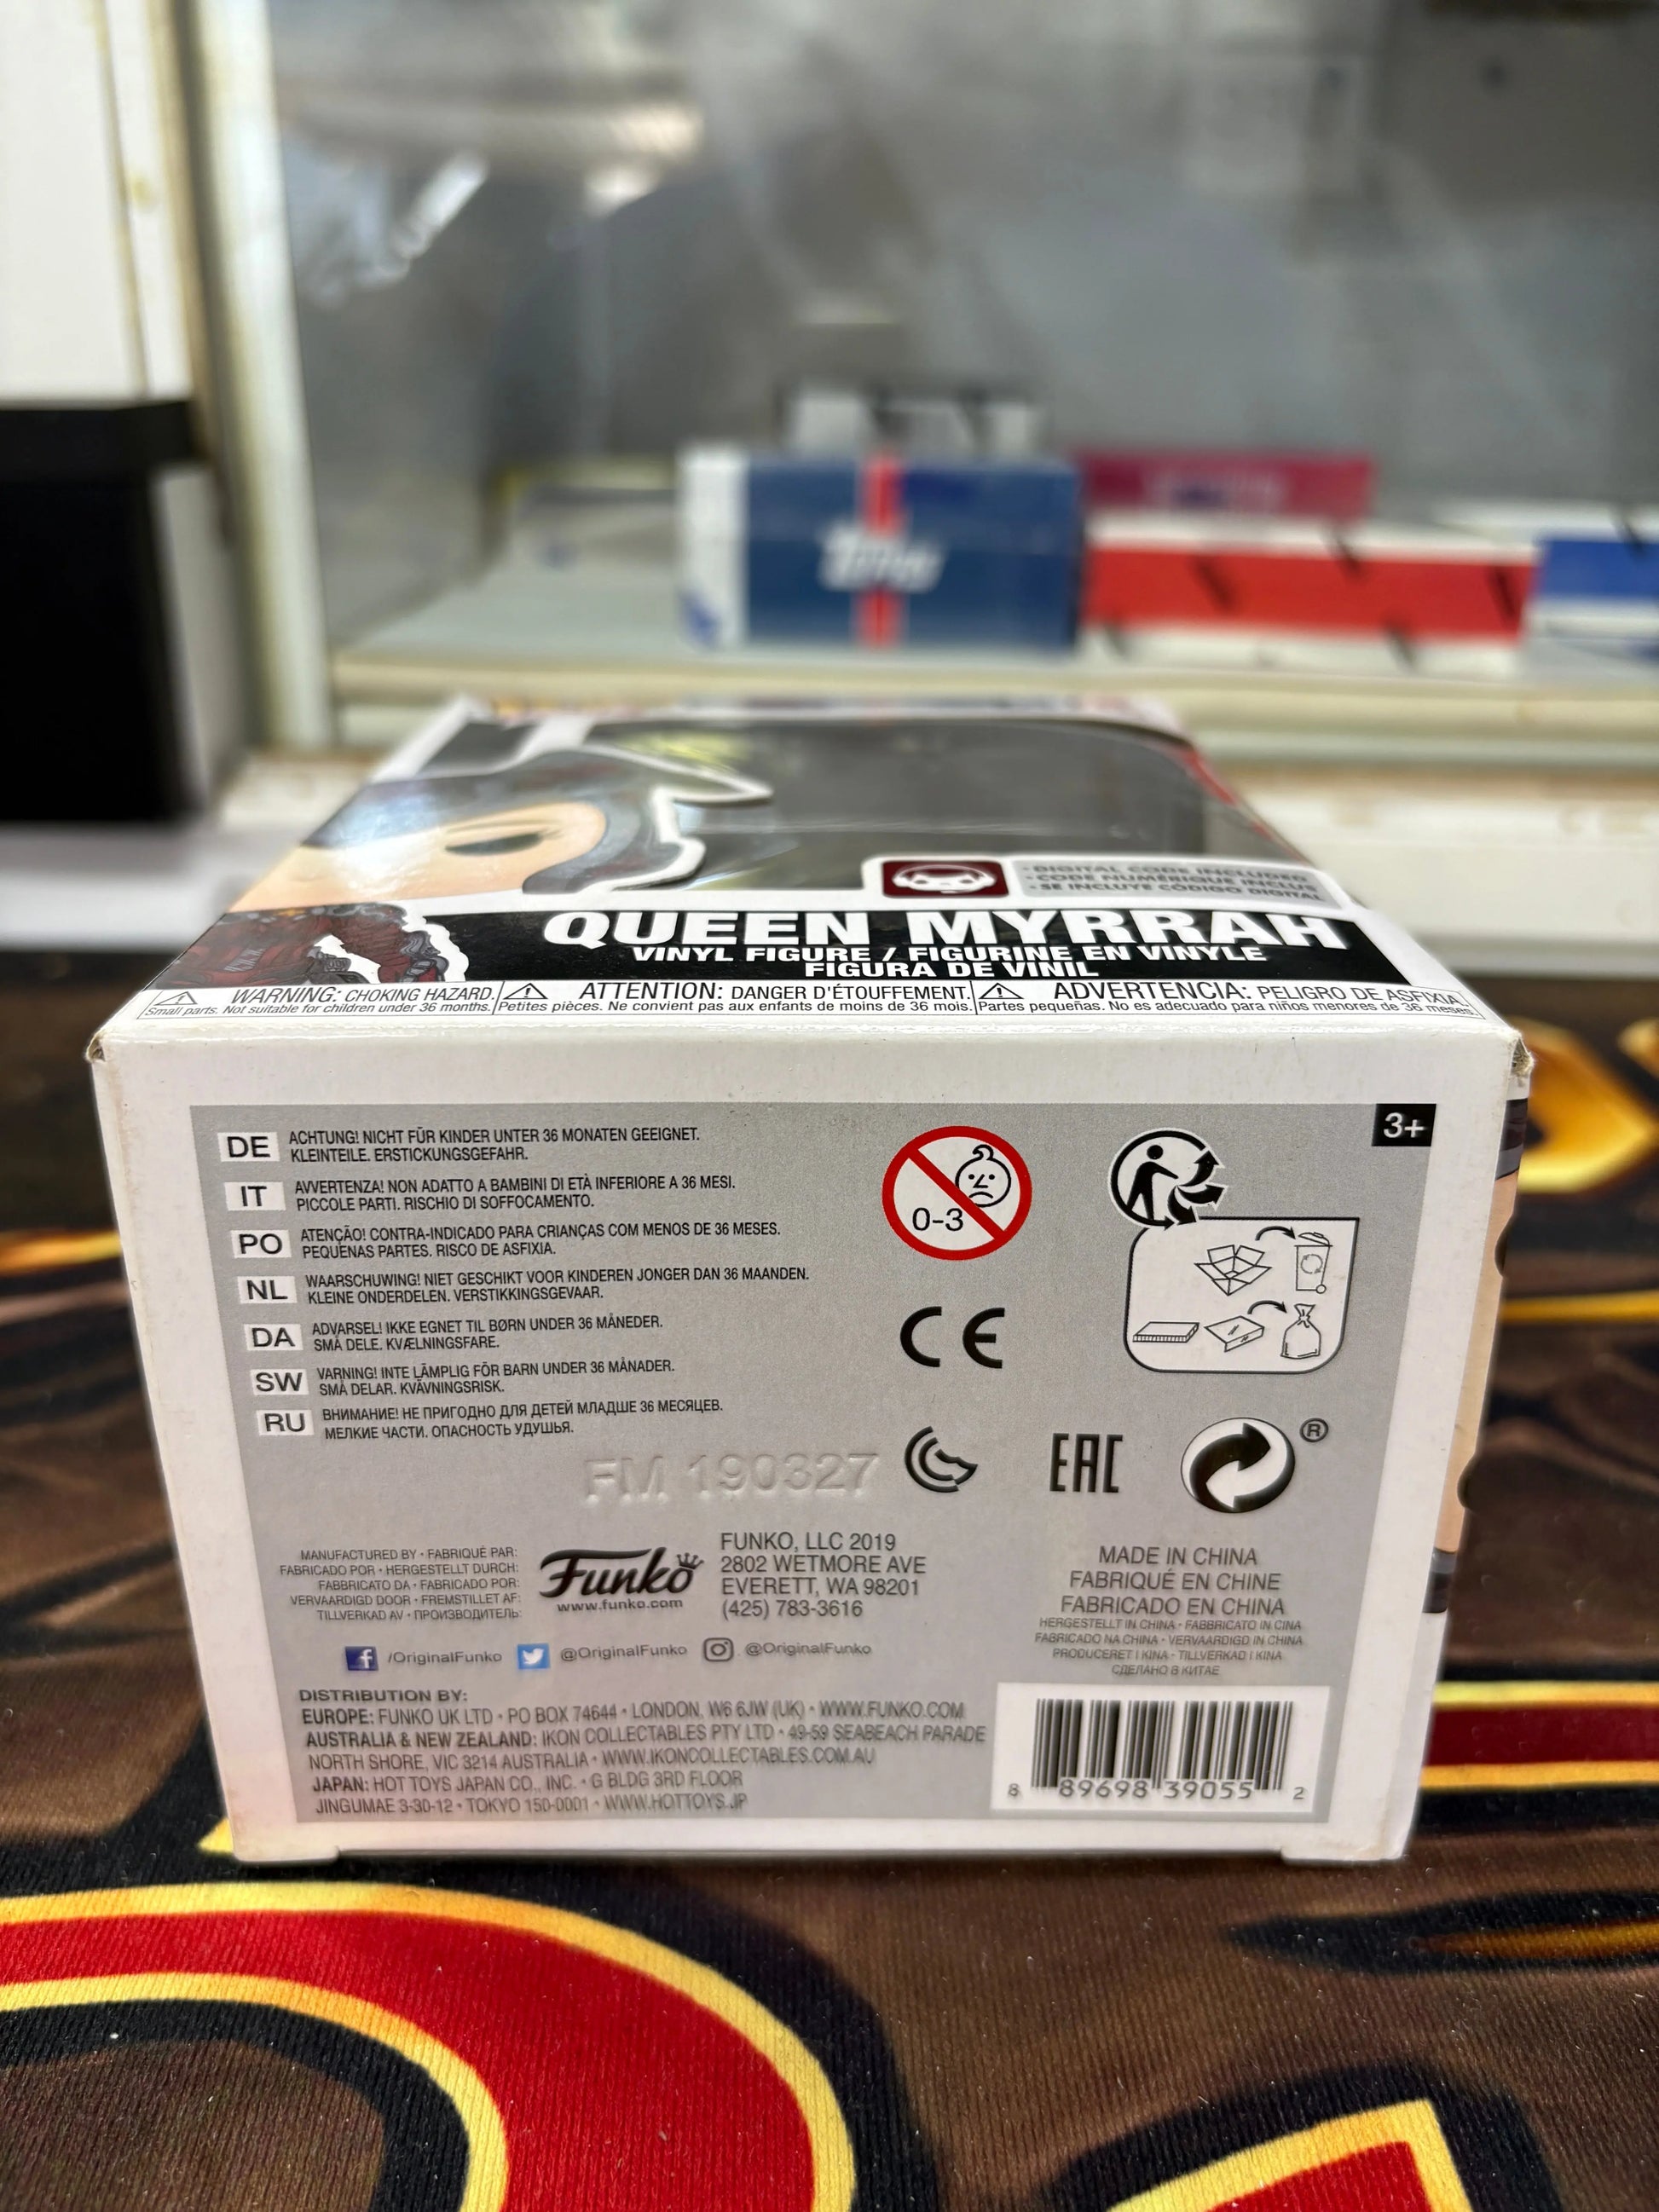 Topps
• DIGITAL CODE INCLUDED
• CODE NUMÉRIQUE INCLUS
• SE INCLUYE CÓDIGO DIGITAL
QUEEN MYRRAH
VINYL FIGURE / FIGURINE EN VINYLE
FIGURA DE VINIL
WARNING: CHOKING HAZARD.
Small parts. Not suitable for children under 36 months.
ATTENTION: DANGER D'ÉTOUFFEMENT.
Petites pièces. Ne convient pas aux enfants de moins de 36 mois.
ADVERTENCIA: PELIGRO DE ASFIXIA.
Partes pequeñas. No es adecuado para niños menores de 36 meses.
3+
DE ACHTUNG! NICHT FÜR KINDER UNTER 36 MONATEN GEEIGNET.
KLEINTEILE. ERSTICKUNGSGEFAHR.
IT AVVERTENZA! NON ADATTO A BAMBINI DI ETÀ INFERIORE A 36 MESI.
PICCOLE PARTI. RISCHIO DI SOFFOCAMENTO.
PO ATENÇÃO! CONTRA-INDICADO PARA CRIANÇAS COM MENOS DE 36 MESES.
PEQUENAS PARTES. RISCO DE ASFIXIA.
NL WAARSCHUWING! NIET GESCHIKT VOOR KINDEREN JONGER DAN 36 MAANDEN.
KLEINE ONDERDELEN. VERSTIKKINGSGEVAAR.
DA ADVARSEL! IKKE EGNET TIL BØRN UNDER 36 MÅNEDER.
SMÅ DELE. KVÆLNINGSFARE.
SW VARNING! INTE LÄMPLIG FÖR BARN UNDER 36 MÅNADER.
SMÅ DELAR. KVÄVNINGSRISK.
RU ВНИМАНИЕ! НЕ ПРИГОДНО ДЛЯ ДЕТЕЙ МЛАДШЕ 36 МЕСЯЦЕВ.
МЕЛКИЕ ЧАСТИ. ОПАСНОСТЬ УДУШЬЯ.
0-3
CE
FM 190327
EAC
®
MANUFACTURED BY • FABRIQUÉ PAR:
FABRICADO POR • HERGESTELLT DURCH:
FABBRICATO DA • FABRICADO POR:
VERVAARDIGD DOOR • FREMSTILLET AF:
TILLVERKAD AV • ПРОИЗВОДИТЕЛЬ:
Funko
www.funko.com
FUNKO, LLC 2019
2802 WETMORE AVE
EVERETT, WA 98201
(425) 783-3616
MADE IN CHINA
FABRIQUÉ EN CHINE
FABRICADO EN CHINA
HERGESTELLT IN CHINA • FABBRICATO IN CINA
FABRICADO NA CHINA • VERVAARDIGD IN CHINA
PRODUCERET I KINA • TILLVERKAD I KINA
СДЕЛАНО В КИТАЕ
/OriginalFunko @OriginalFunko @OriginalFunko
DISTRIBUTION BY:
EUROPE: FUNKO UK LTD • PO BOX 74644 • LONDON, W6 6JW (UK) • WWW.FUNKO.COM
AUSTRALIA & NEW ZEALAND: IKON COLLECTABLES PTY LTD • 49-59 SEABEACH PARADE
NORTH SHORE, VIC 3214 AUSTRALIA • WWW.IKONCOLLECTABLES.COM.AU
JAPAN: HOT TOYS JAPAN CO., INC. • G BLDG 3RD FLOOR
JINGUMAE 3-30-12 • TOKYO 150-0001 • WWW.HOTTOYS.JP
8 89698 39055 2